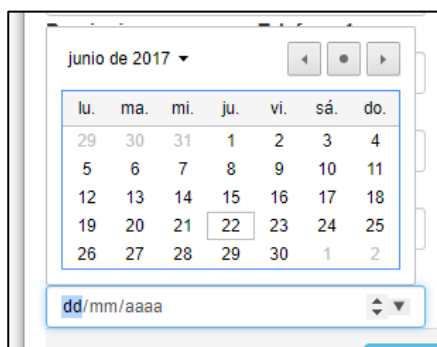 junio de 2017
lu. ma. mi. ju. vi. sá. do.
29 30 31 1 2 3 4
5 6 7 8 9 10 11
12 13 14 15 16 17 18
19 20 21 22 23 24 25
26 27 28 29 30 1 2
dd/mm/aaaa